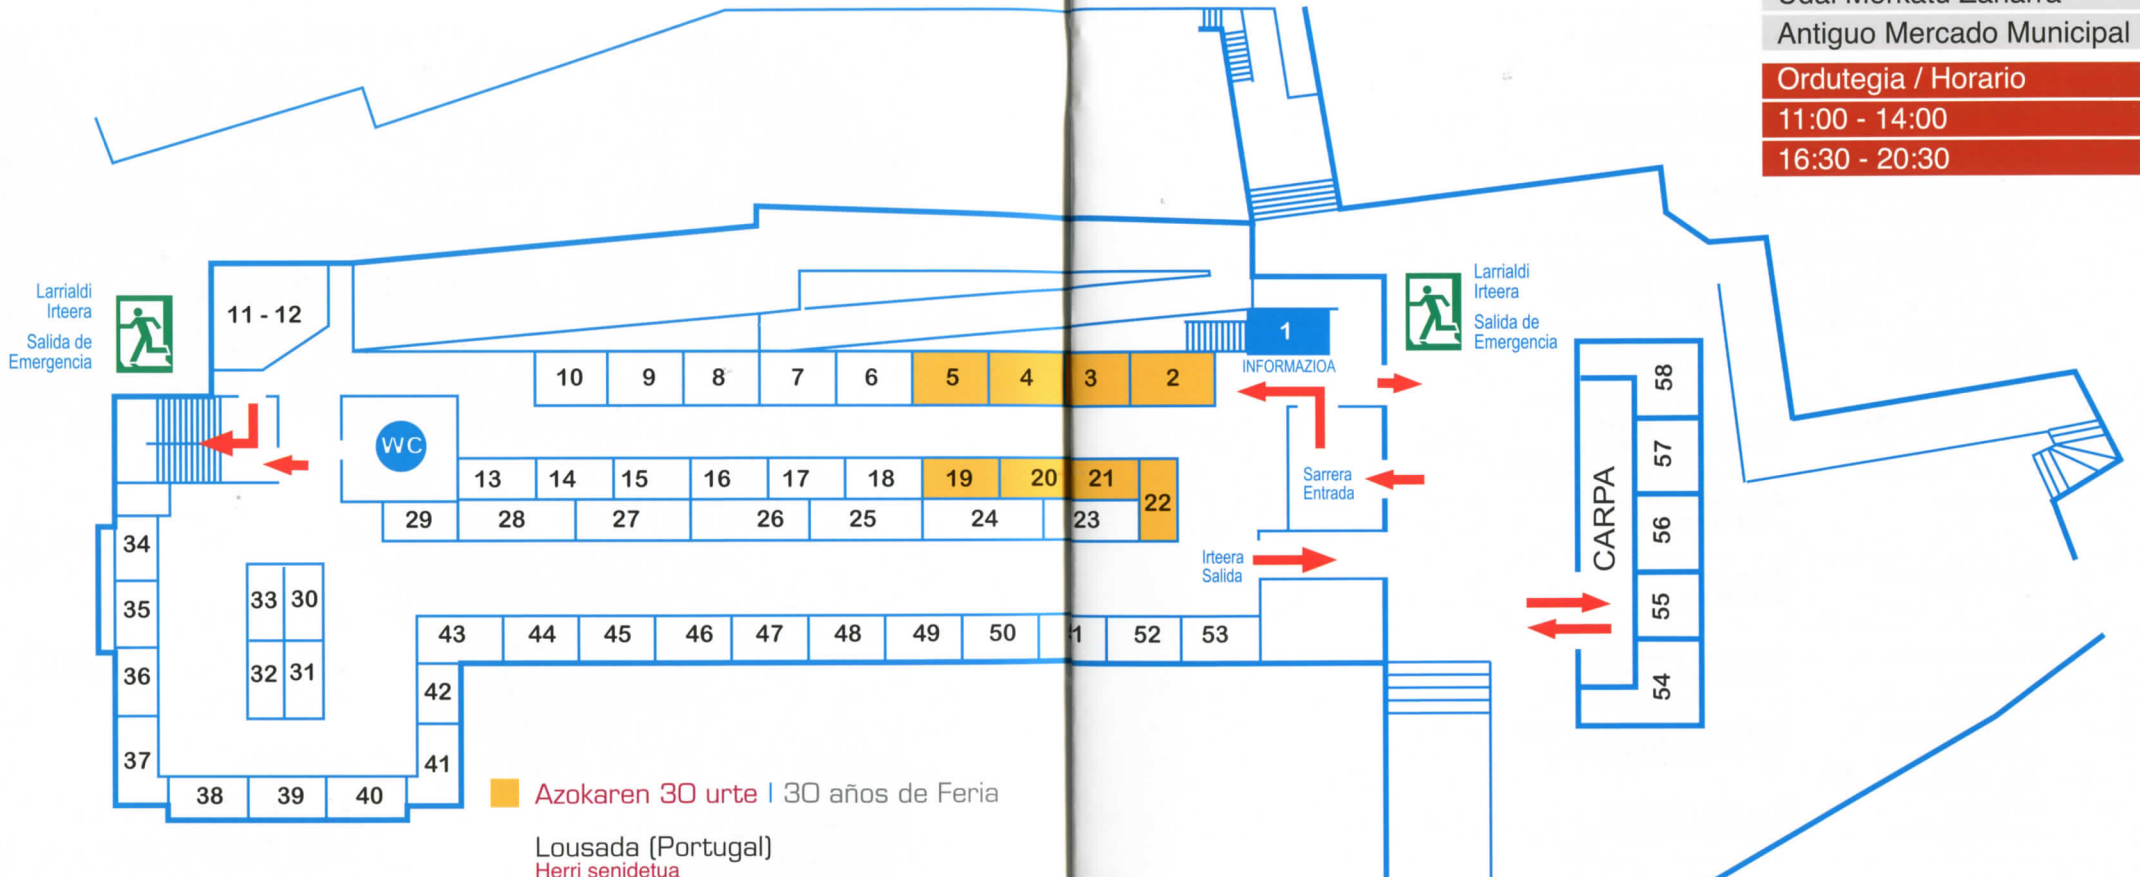 Antiguo Mercado Municipal
Ordutegia / Horario
11:00 - 14:00
16:30 - 20:30
Larrialdi
Irteera
Salida de
Emergencia
11 - 12
1
INFORMAZIOA
Larrialdi
Irteera
Salida de
Emergencia
10 9 8 7 6 5 4 3 2
WC
13 14 15 16 17 18 19 20 21
22
29 28 27 26 25 24 23
Sarrera
Entrada
Irteera
Salida
34
35
36
37
33 30
32 31
43 44 45 46 47 48 49 50 1 52 53
42
41
38 39 40
CARPA
58
57
56
55
54
Azokaren 30 urte | 30 años de Feria
Lousada (Portugal)
Herri senidetua